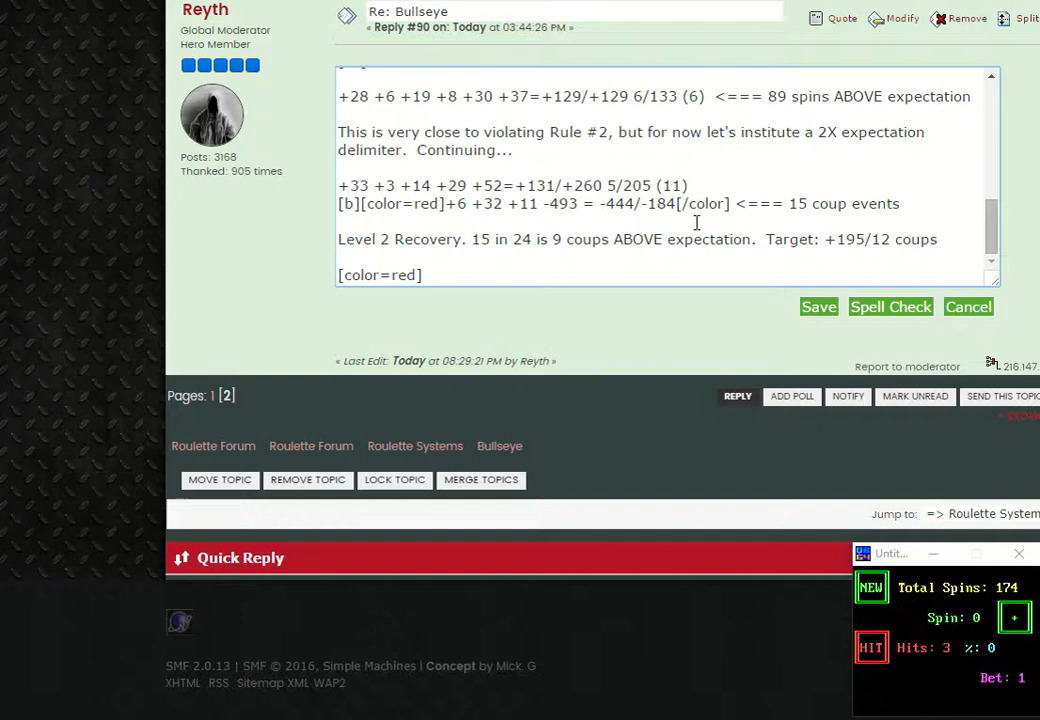 Reyth
Global Moderator
Hero Member
Posts: 3168
Thanked: 905 times
Re: Bullseye
« Reply #90 on: Today at 03:44:26 PM »
Quote Modify Remove Split
+28 +6 +19 +8 +30 +37=+129/+129 6/133 (6) <=== 89 spins ABOVE expectation
This is very close to violating Rule #2, but for now let's institute a 2X expectation
delimiter. Continuing...
+33 +3 +14 +29 +52=+131/+260 5/205 (11)
[b][color=red]+6 +32 +11 -493 = -444/-184[/color] <=== 15 coup events
Level 2 Recovery. 15 in 24 is 9 coups ABOVE expectation. Target: +195/12 coups
[color=red]
Save Spell Check Cancel
« Last Edit: Today at 08:29:21 PM by Reyth »
Report to moderator 216.147.
Pages: 1 [2]
REPLY ADD POLL NOTIFY MARK UNREAD SEND THIS TOPIC
Roulette Forum Roulette Forum Roulette Systems Bullseye
MOVE TOPIC REMOVE TOPIC LOCK TOPIC MERGE TOPICS
Jump to: => Roulette System
Quick Reply
SMF 2.0.13 | SMF © 2016, Simple Machines | Concept by Mick. G
XHTML RSS Sitemap XML WAP2
Untit...
NEW Total Spins: 174
Spin: 0 +
HIT Hits: 3 %: 0
Bet: 1